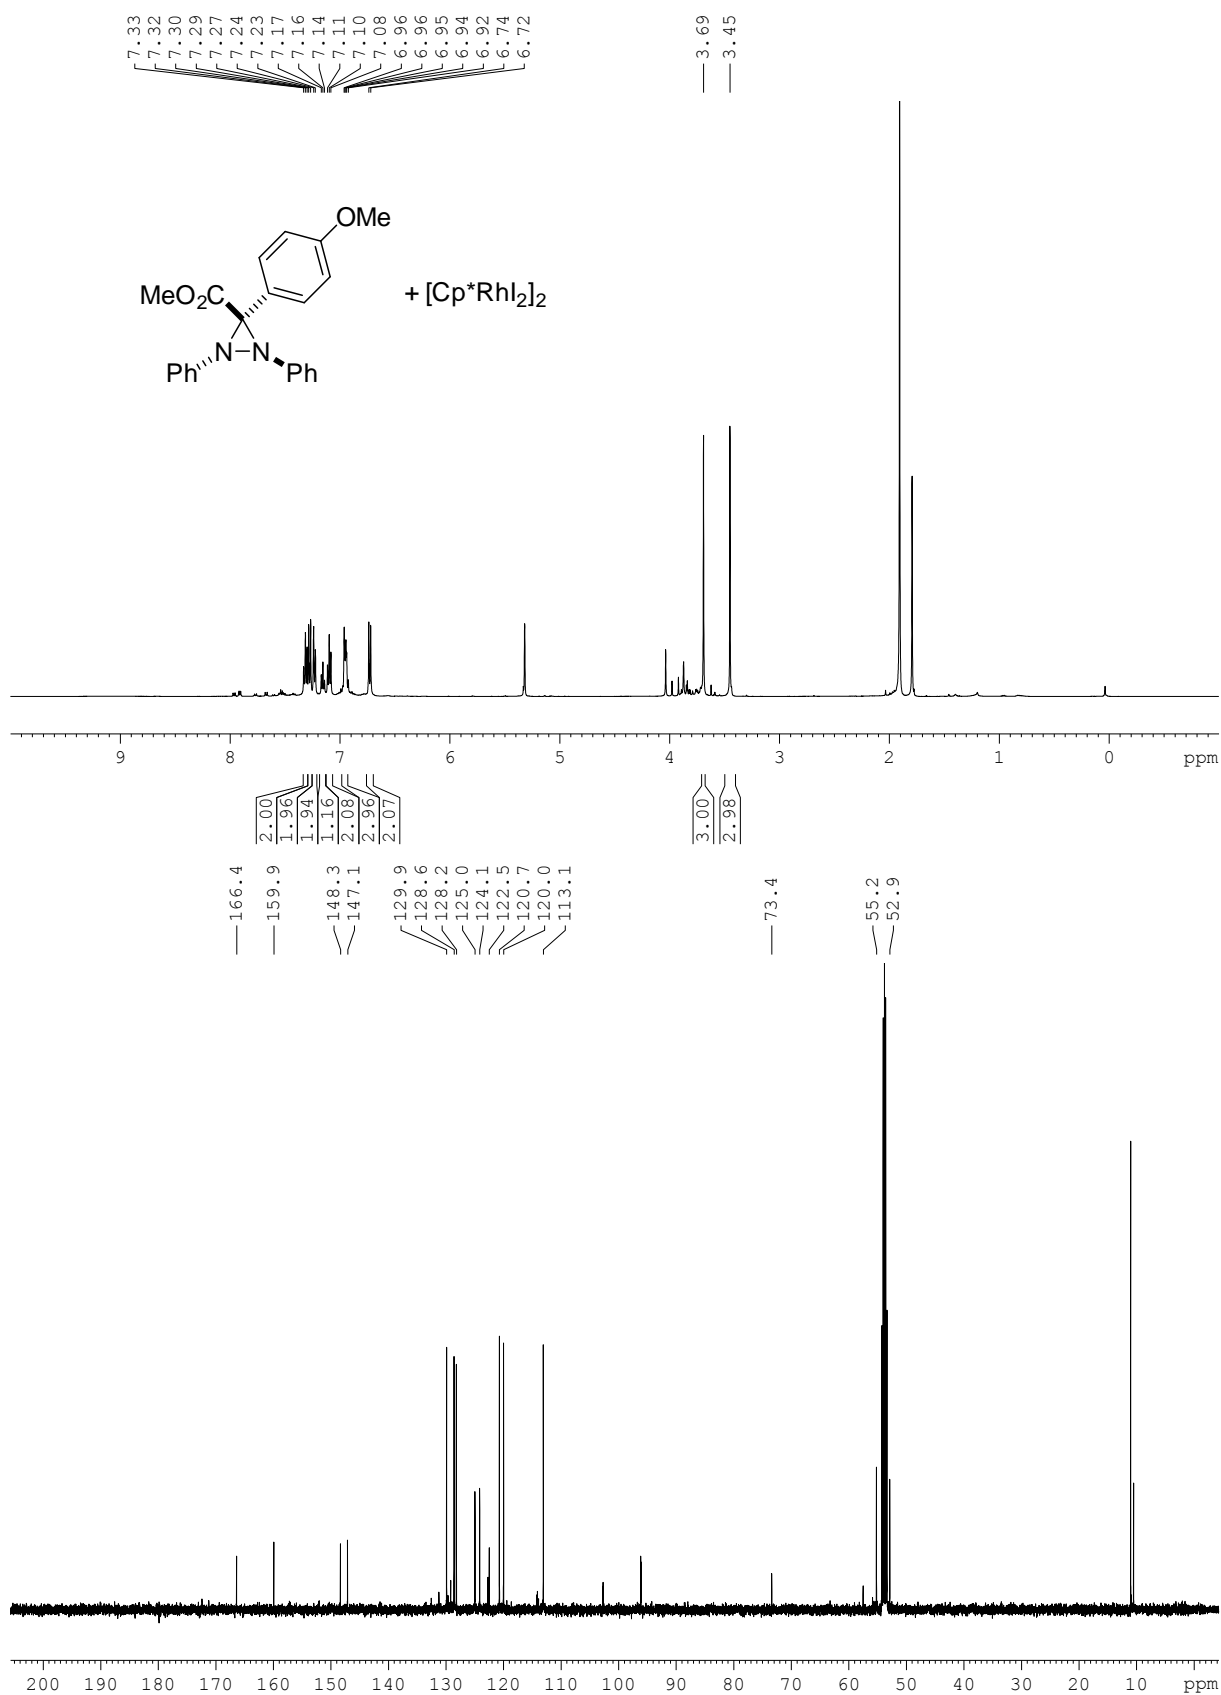 7.33 7.32 7.30 7.29 7.27 7.24 7.23 7.17 7.16 7.14 7.11 7.10 7.08 6.96 6.96 6.95 6.94 6.92 6.74 6.72 3.69 3.45
OMe
MeO2C
+ [Cp*RhI2]2
N N
Ph Ph
9 8 7 6 5 4 3 2 1 0 ppm
2.00 1.96 1.94 1.16 2.08 2.96 2.07 3.00 2.98
166.4 159.9 148.3 147.1 129.9 128.6 128.2 125.0 124.1 122.5 120.7 120.0 113.1 73.4 55.2 52.9
200 190 180 170 160 150 140 130 120 110 100 90 80 70 60 50 40 30 20 10 ppm